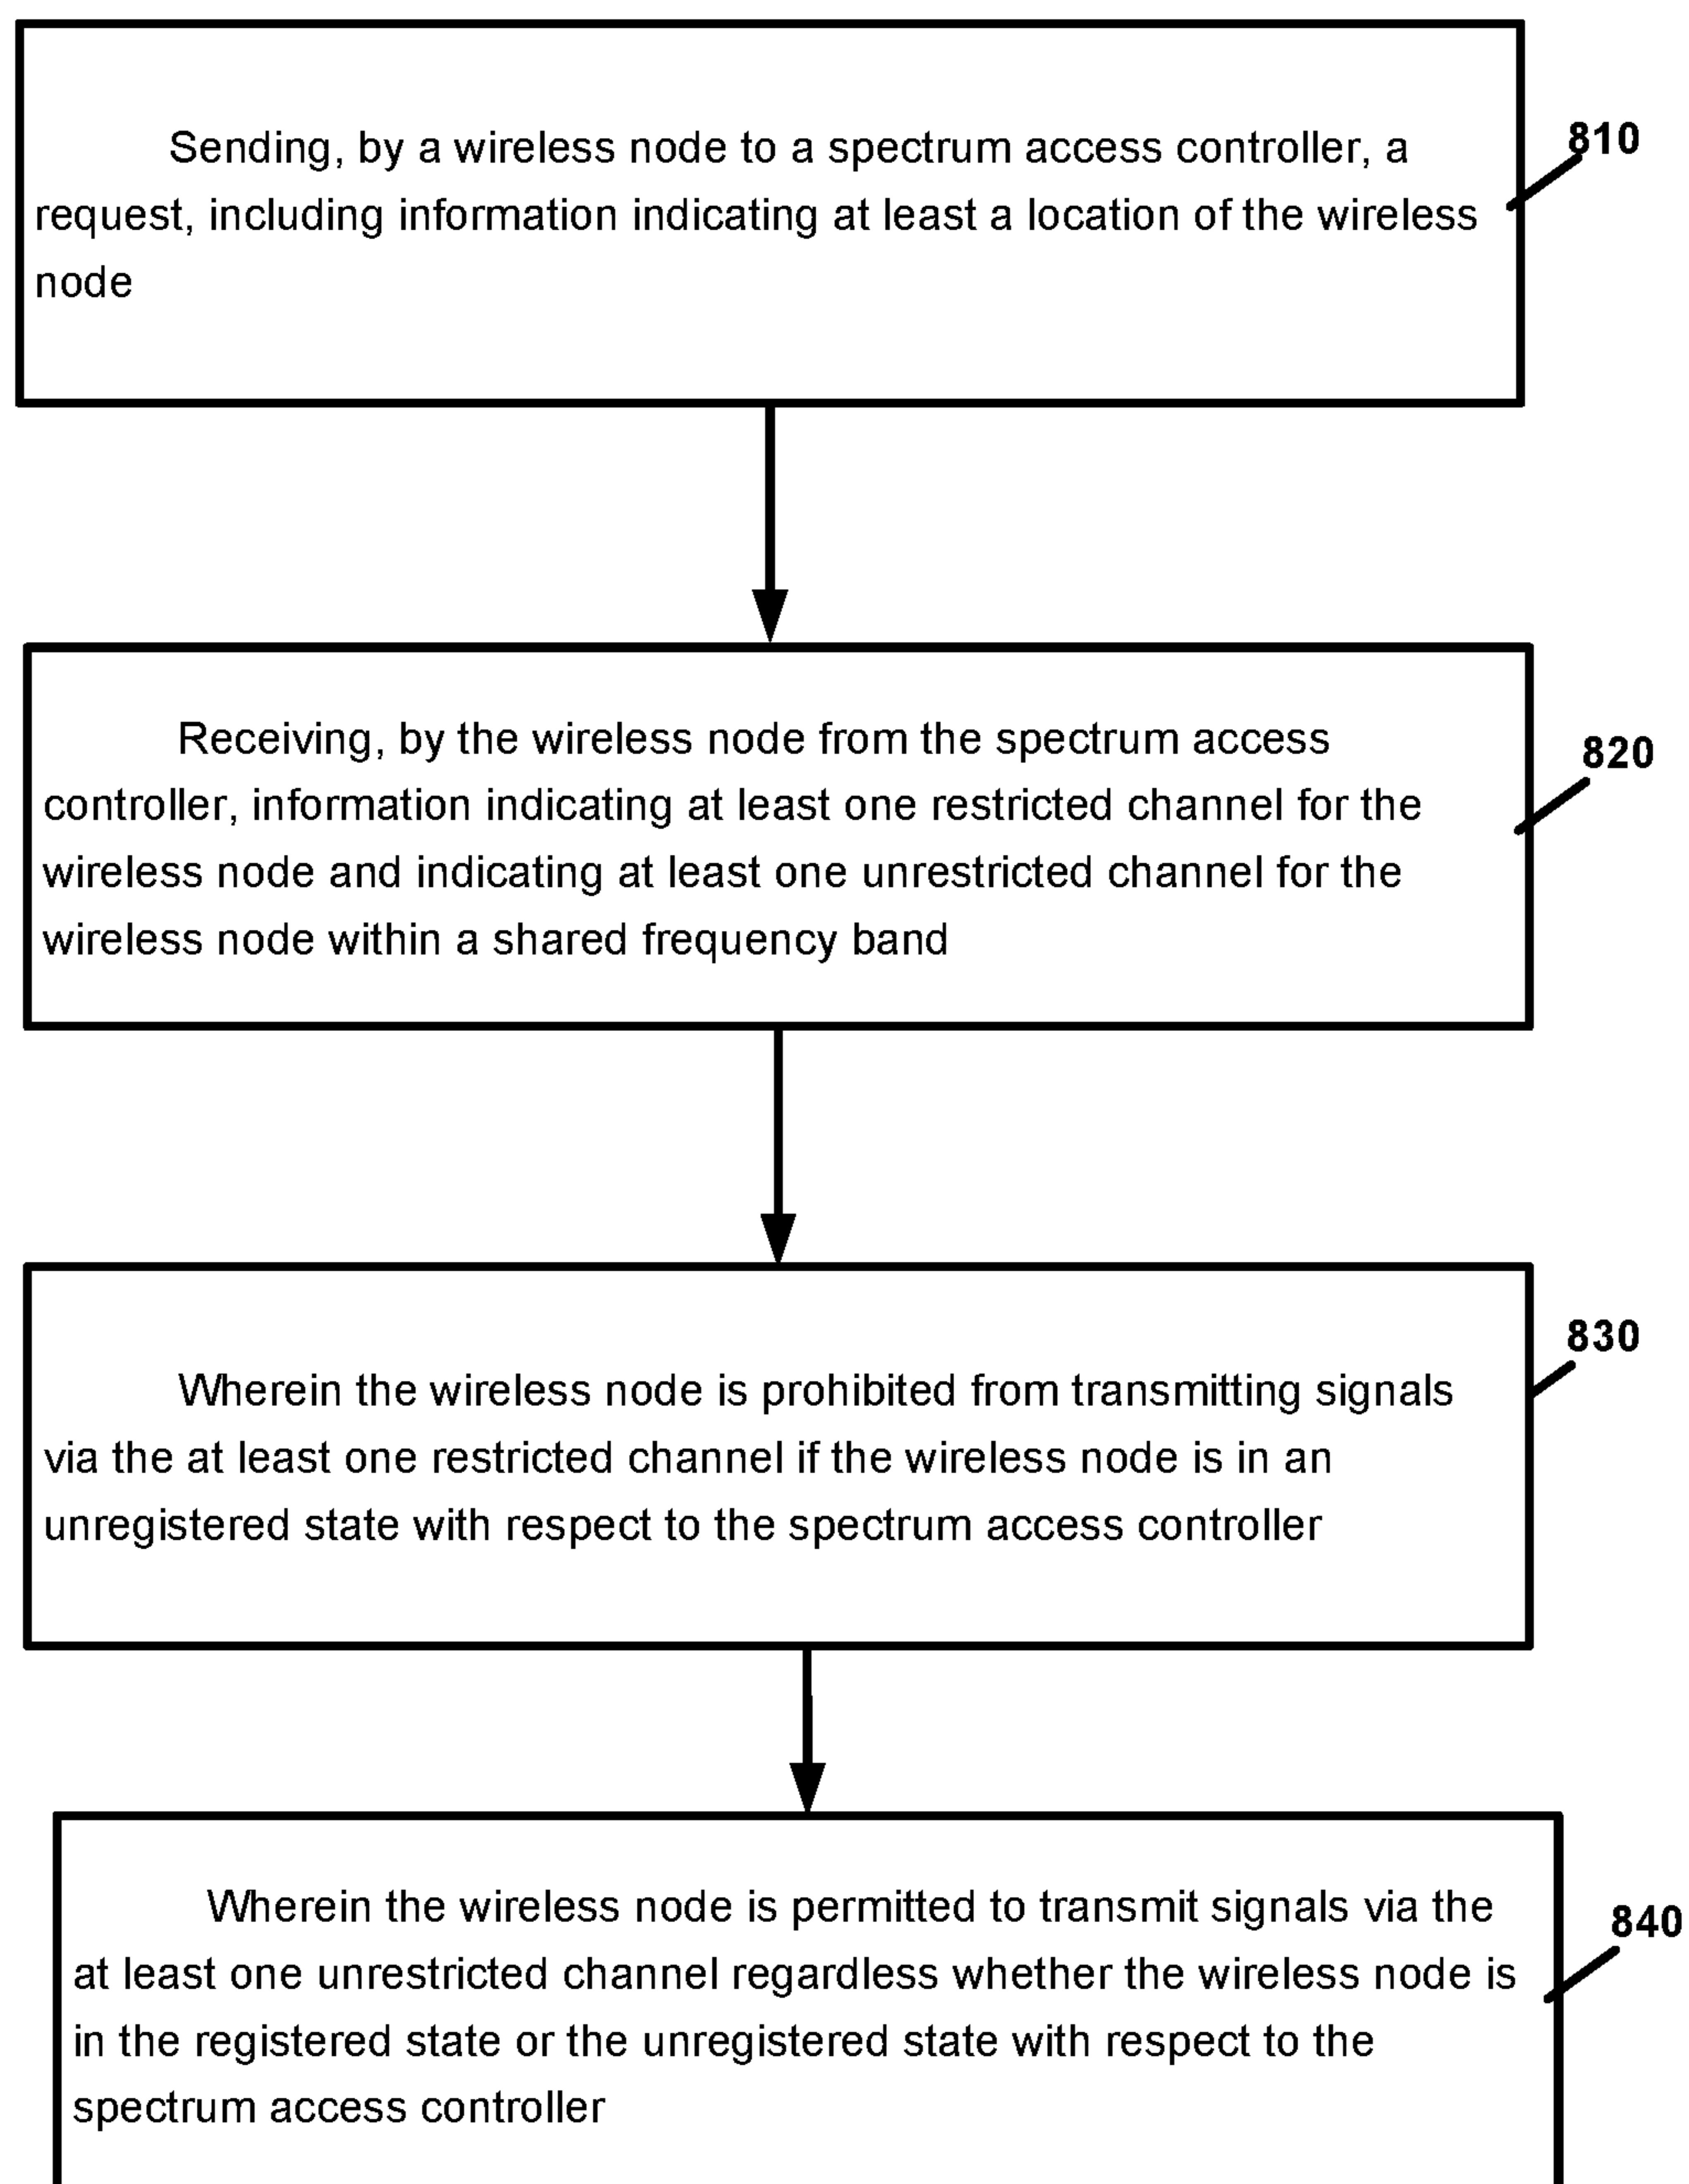 Sending, by a wireless node to a spectrum access controller, a
request, including information indicating at least a location of the wireless
node
810
Receiving, by the wireless node from the spectrum access
controller, information indicating at least one restricted channel for the
wireless node and indicating at least one unrestricted channel for the
wireless node within a shared frequency band
820
Wherein the wireless node is prohibited from transmitting signals
via the at least one restricted channel if the wireless node is in an
unregistered state with respect to the spectrum access controller
830
Wherein the wireless node is permitted to transmit signals via the
at least one unrestricted channel regardless whether the wireless node is
in the registered state or the unregistered state with respect to the
spectrum access controller
840